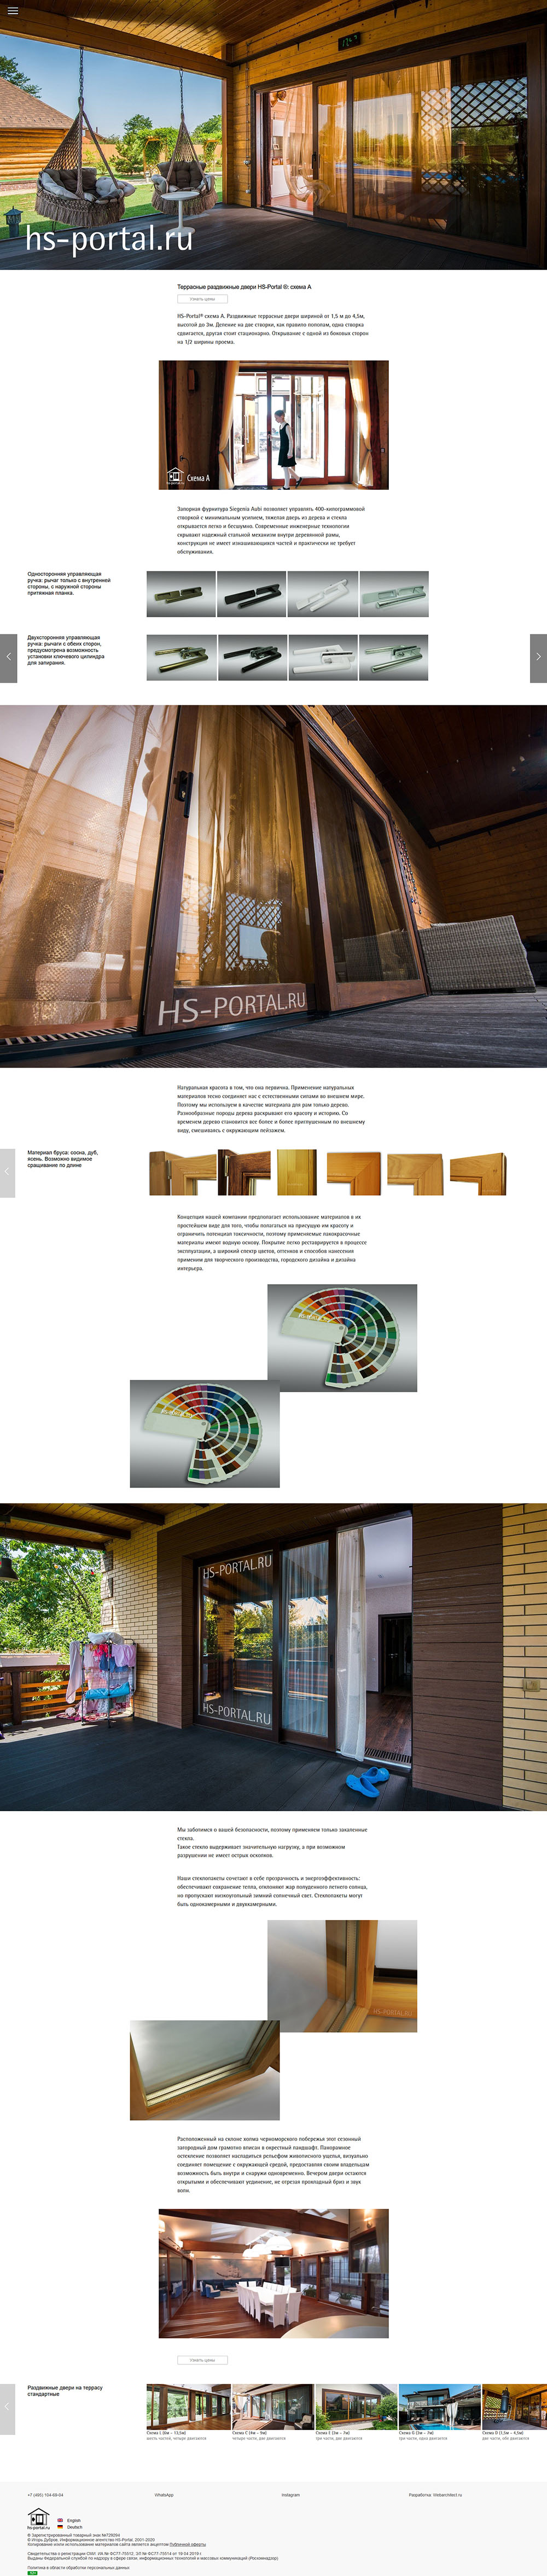 hs-portal.ru
Террасные раздвижные двери HS-Portal ®: схема A
Узнать цены
HS-Portal® схема А. Раздвижные террасные двери шириной от 1,5 м до 4,5м,
высотой до 3м. Деление на две створки, как правило пополам, одна створка
сдвигается, другая стоит стационарно. Открывание с одной из боковых сторон
на 1/2 ширины проема.
hs-portal.ru
Схема А
Запорная фурнитура Siegenia Aubi позволяет управлять 400-килограммовой
створкой с минимальным усилием, тяжелая дверь из дерева и стекла
открывается легко и бесшумно. Современные инженерные технологии
скрывают надежный стальной механизм внутри деревянной рамы,
конструкция не имеет изнашивающихся частей и практически не требует
обслуживания.
Односторонняя управляющая
ручка: рычаг только с внутренней
стороны, с наружной стороны
притяжная планка.
Двухсторонняя управляющая
ручка: рычаги с обеих сторон,
предусмотрена возможность
установки ключевого цилиндра
для запирания.
HS-PORTAL.RU
Натуральная красота в том, что она первична. Применение натуральных
материалов тесно соединяет нас с естественными силами во внешнем мире.
Поэтому мы используем в качестве материала для рам только дерево.
Разнообразные породы дерева раскрывает его красоту и историю. Со
временем дерево становится все более и более приглушенным по внешнему
виду, смешиваясь с окружающим пейзажем.
Материал бруса: сосна, дуб,
ясень. Возможно видимое
сращивание по длине
Концепция нашей компании предполагает использование материалов в их
простейшем виде для того, чтобы полагаться на присущую им красоту и
ограничить потенциал токсичности, поэтому применяемые лакокрасочные
материалы имеют водную основу. Покрытие легко реставрируется в процессе
эксплуатации, а широкий спектр цветов, оттенков и способов нанесения
применим для творческого производства, городского дизайна и дизайна
интерьера.
HS-PORTAL.RU
HS-PORTAL.RU
Мы заботимся о вашей безопасности, поэтому применяем только закаленные
стекла.
Такое стекло выдерживает значительную нагрузку, а при возможном
разрушении не имеет острых осколков.
Наши стеклопакеты сочетают в себе прозрачность и энергоэффективность:
обеспечивают сохранение тепла, отклоняют жар полуденного летнего солнца,
но пропускают низкоугольный зимний солнечный свет. Стеклопакеты могут
быть однокамерными и двухкамерными.
HS-PORTAL.RU
Расположенный на склоне холма черноморского побережья этот сезонный
загородный дом грамотно вписан в окрестный ландшафт. Панорамное
остекление позволяет насладиться рельефом живописного ущелья, визуально
соединяет помещение с окружающей средой, предоставляя своим владельцам
возможность быть внутри и снаружи одновременно. Вечером двери остаются
открытыми и обеспечивают уединение, не отрезая прохладный бриз и звук
волн.
Узнать цены
Раздвижные двери на террасу
стандартные
Схема L (6м – 13,5м)
шесть частей, четыре двигаются
Схема C (4м – 9м)
четыре части, две двигаются
Схема E (3м – 7м)
три части, две двигаются
Схема G (3м – 7м)
три части, одна двигается
Схема D (1,5м – 4,5м)
две части, обе двигаются
+7 (495) 104-69-04
WhatsApp
Instagram
Разработка: Webarchitect.ru
hs-portal.ru
English
Deutsch
® Зарегистрированный товарный знак №729294
© Игорь Дубров. Информационное агентство HS-Portal, 2001-2020
Копирование и/или использование материалов сайта является акцептом Публичной оферты
Свидетельства о регистрации СМИ: ИА № ФС77-75512, ЭЛ № ФС77-75514 от 19.04.2019 г.
Выданы Федеральной службой по надзору в сфере связи, информационных технологий и массовых коммуникаций (Роскомнадзор)
Политика в области обработки персональных данных